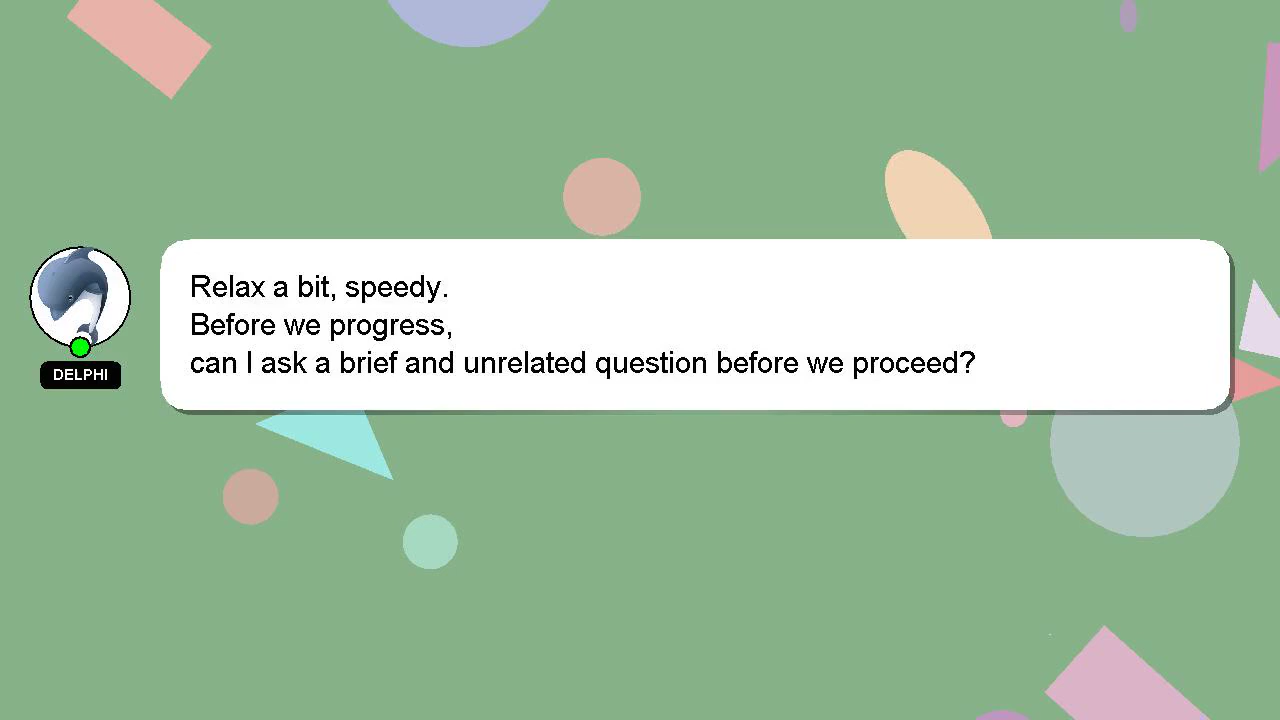 Relax a bit, speedy.
Before we progress,
can I ask a brief and unrelated question before we proceed?
DELPHI